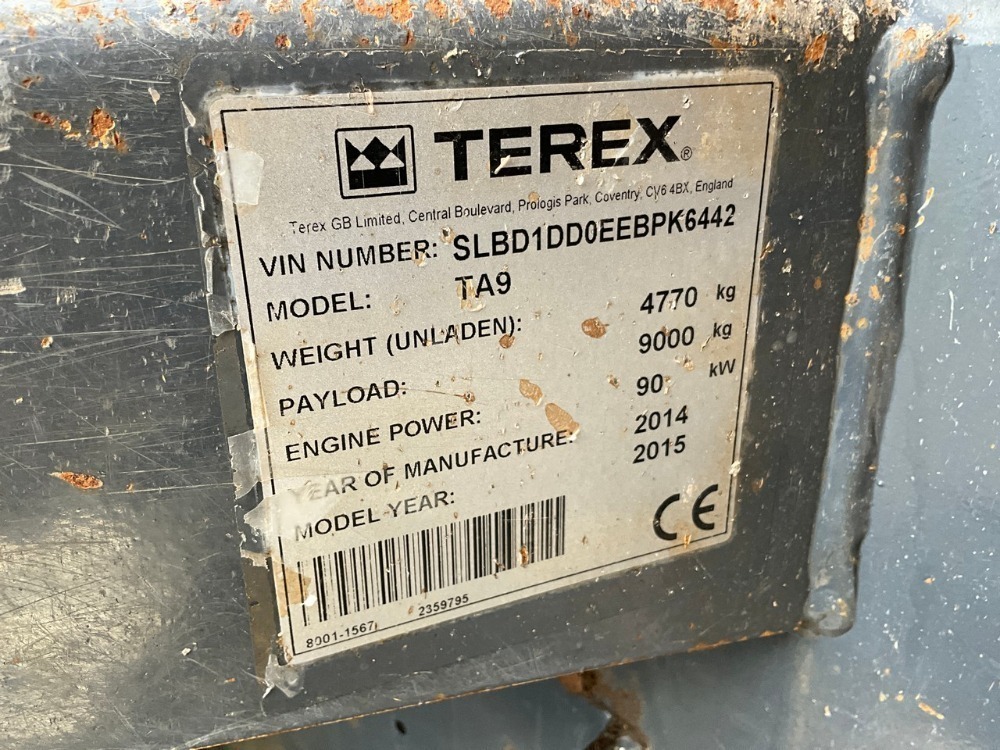 TEREX®
Terex GB Limited, Central Boulevard, Prologis Park, Coventry, CV6 4BX, England
VIN NUMBER: SLBD1DD0EEBPK6442
MODEL: TA9
WEIGHT (UNLADEN): 4770 kg
PAYLOAD: 9000 kg
ENGINE POWER: 90 kW
YEAR OF MANUFACTURE: 2014
MODEL YEAR: 2015
CE
2359795
8001-1567